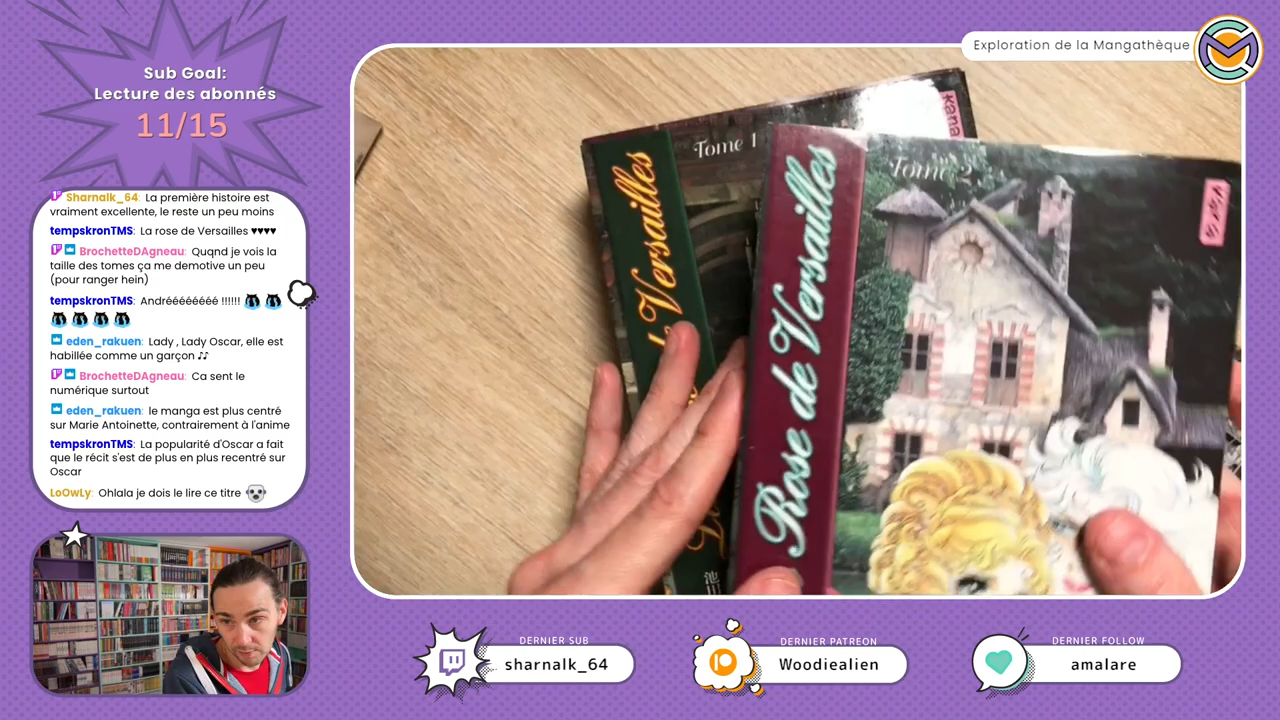 Sub Goal:
Lecture des abonnés
11/15
Sharnalk_64: La première histoire est
vraiment excellente, le reste un peu moins
tempskronTMS: La rose de Versailles ♥♥♥♥
BrochetteDAgneau: Quqnd je vois la
taille des tomes ça me demotive un peu
(pour ranger hein)
tempskronTMS: Andréééééééé !!!!!!
eden_rakuen: Lady , Lady Oscar, elle est
habillée comme un garçon ♪♪
BrochetteDAgneau: Ca sent le
numérique surtout
eden_rakuen: le manga est plus centré
sur Marie Antoinette, contrairement à l'anime
tempskronTMS: La popularité d'Oscar a fait
que le récit s'est de plus en plus recentré sur
Oscar
LoOwLy: Ohlala je dois le lire ce titre
Exploration de la Mangathèque
kana
Tome 1
Versailles
Tome 2
Rose de Versailles
DERNIER SUB
sharnalk_64
DERNIER PATREON
Woodiealien
DERNIER FOLLOW
amalare